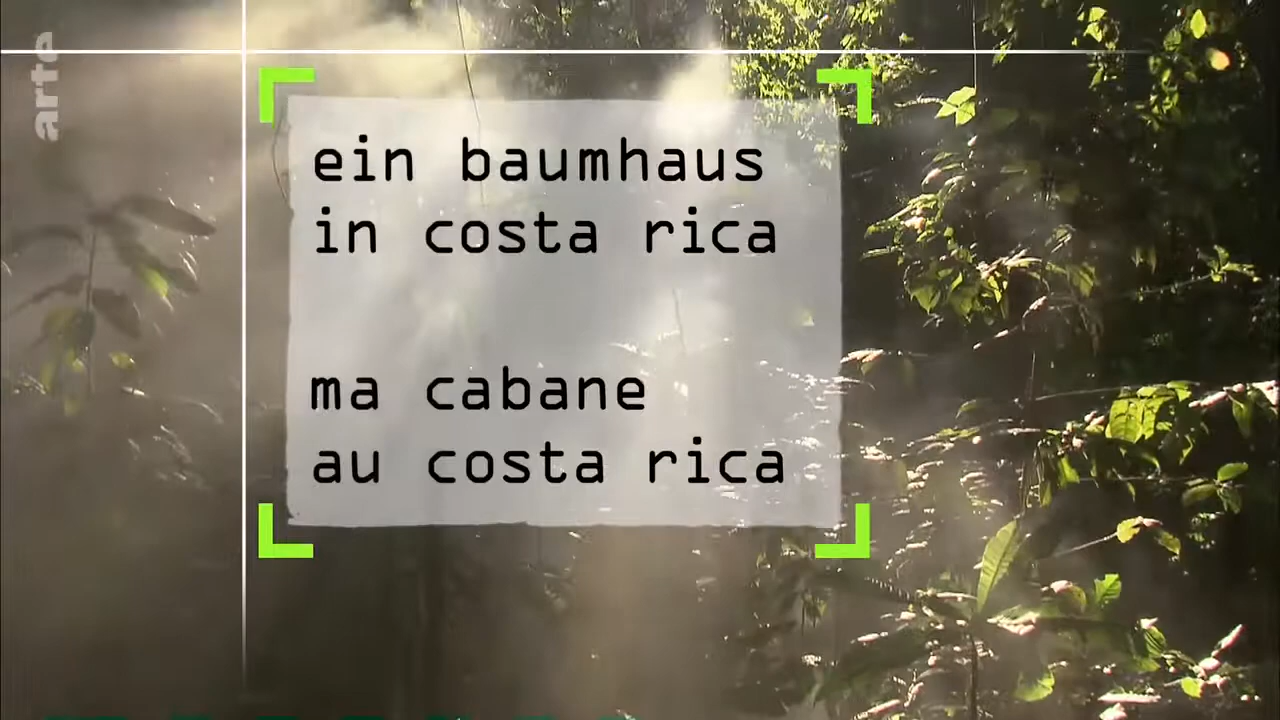 arte
ein baumhaus
in costa rica
ma cabane
au costa rica